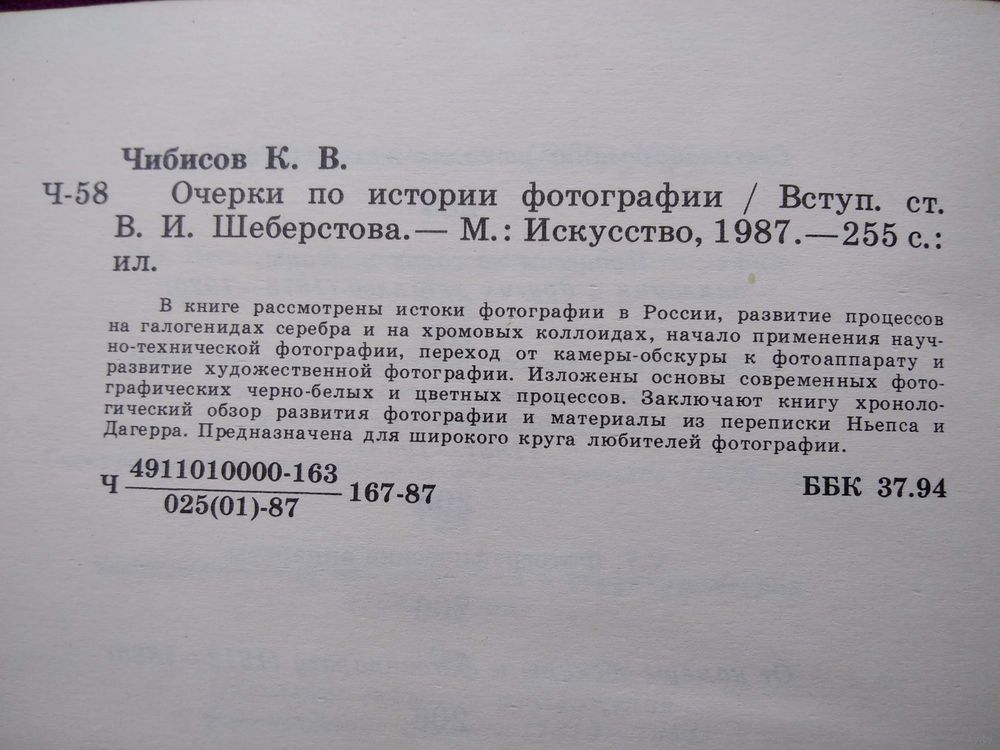 Чибисов К. В.
Ч-58 Очерки по истории фотографии / Вступ. ст.
В. И. Шеберстова.— М.: Искусство, 1987.—255 с.:
ил.
В книге рассмотрены истоки фотографии в России, развитие процессов
на галогенидах серебра и на хромовых коллоидах, начало применения науч-
но-технической фотографии, переход от камеры-обскуры к фотоаппарату и
развитие художественной фотографии. Изложены основы современных фото-
графических черно-белых и цветных процессов. Заключают книгу хроноло-
гический обзор развития фотографии и материалы из переписки Ньепса и
Дагерра. Предназначена для широкого круга любителей фотографии.
Ч 4911010000-163
025(01)-87 167-87 ББК 37.94